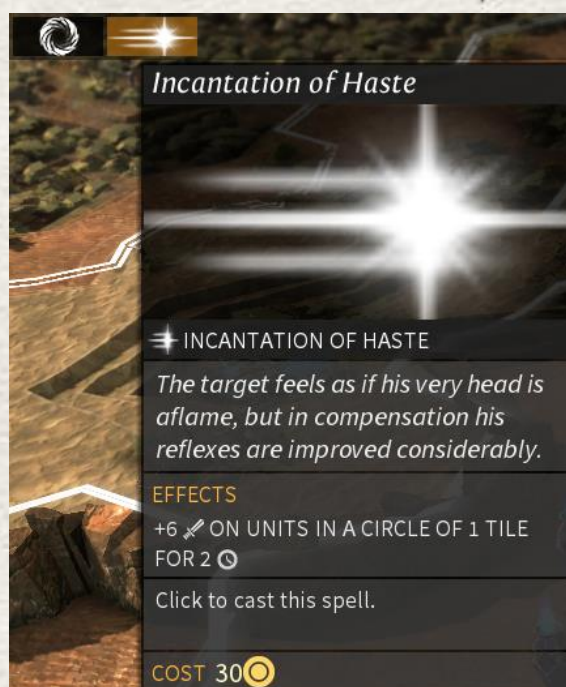 Incantation of Haste
INCANTATION OF HASTE
The target feels as if his very head is
aflame, but in compensation his
reflexes are improved considerably.
EFFECTS
+6 ON UNITS IN A CIRCLE OF 1 TILE
FOR 2
Click to cast this spell.
COST 30